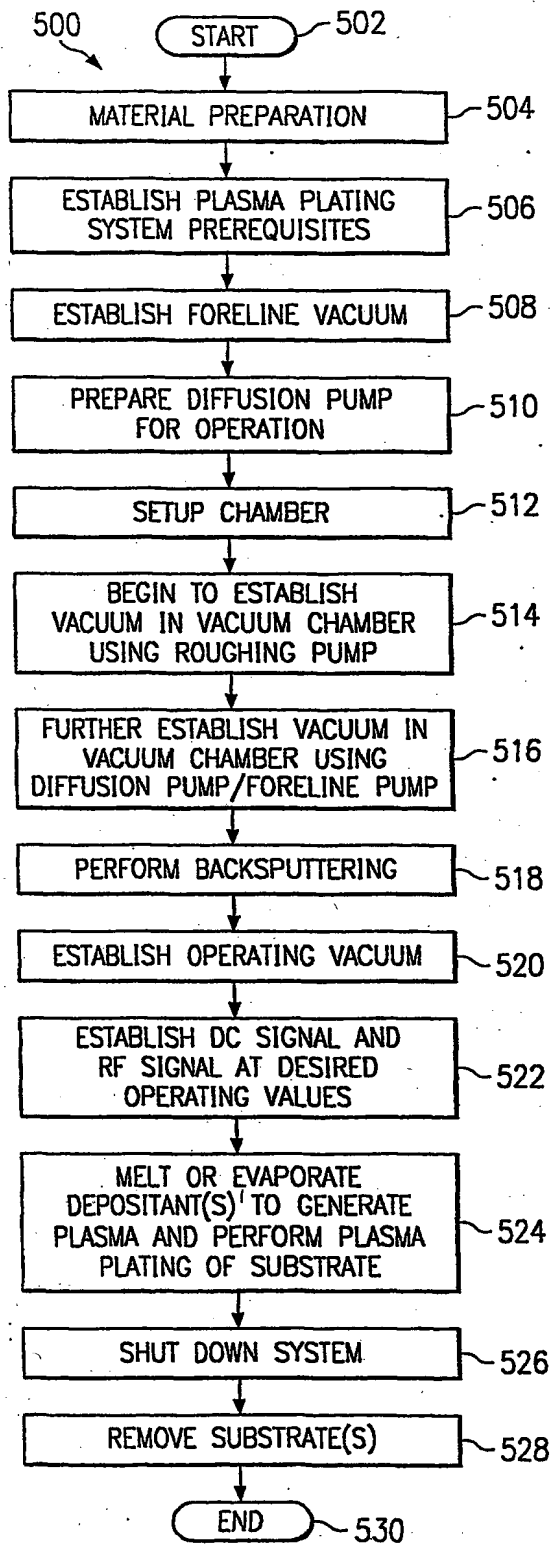 500
START 502
MATERIAL PREPARATION 504
ESTABLISH PLASMA PLATING
SYSTEM PREREQUISITES 506
ESTABLISH FORELINE VACUUM 508
PREPARE DIFFUSION PUMP
FOR OPERATION 510
SETUP CHAMBER 512
BEGIN TO ESTABLISH
VACUUM IN VACUUM CHAMBER
USING ROUGHING PUMP 514
FURTHER ESTABLISH VACUUM IN
VACUUM CHAMBER USING
DIFFUSION PUMP/FORELINE PUMP 516
PERFORM BACKSPUTTERING 518
ESTABLISH OPERATING VACUUM 520
ESTABLISH DC SIGNAL AND
RF SIGNAL AT DESIRED
OPERATING VALUES 522
MELT OR EVAPORATE
DEPOSITANT(S) TO GENERATE
PLASMA AND PERFORM PLASMA
PLATING OF SUBSTRATE 524
SHUT DOWN SYSTEM 526
REMOVE SUBSTRATE(S) 528
END 530